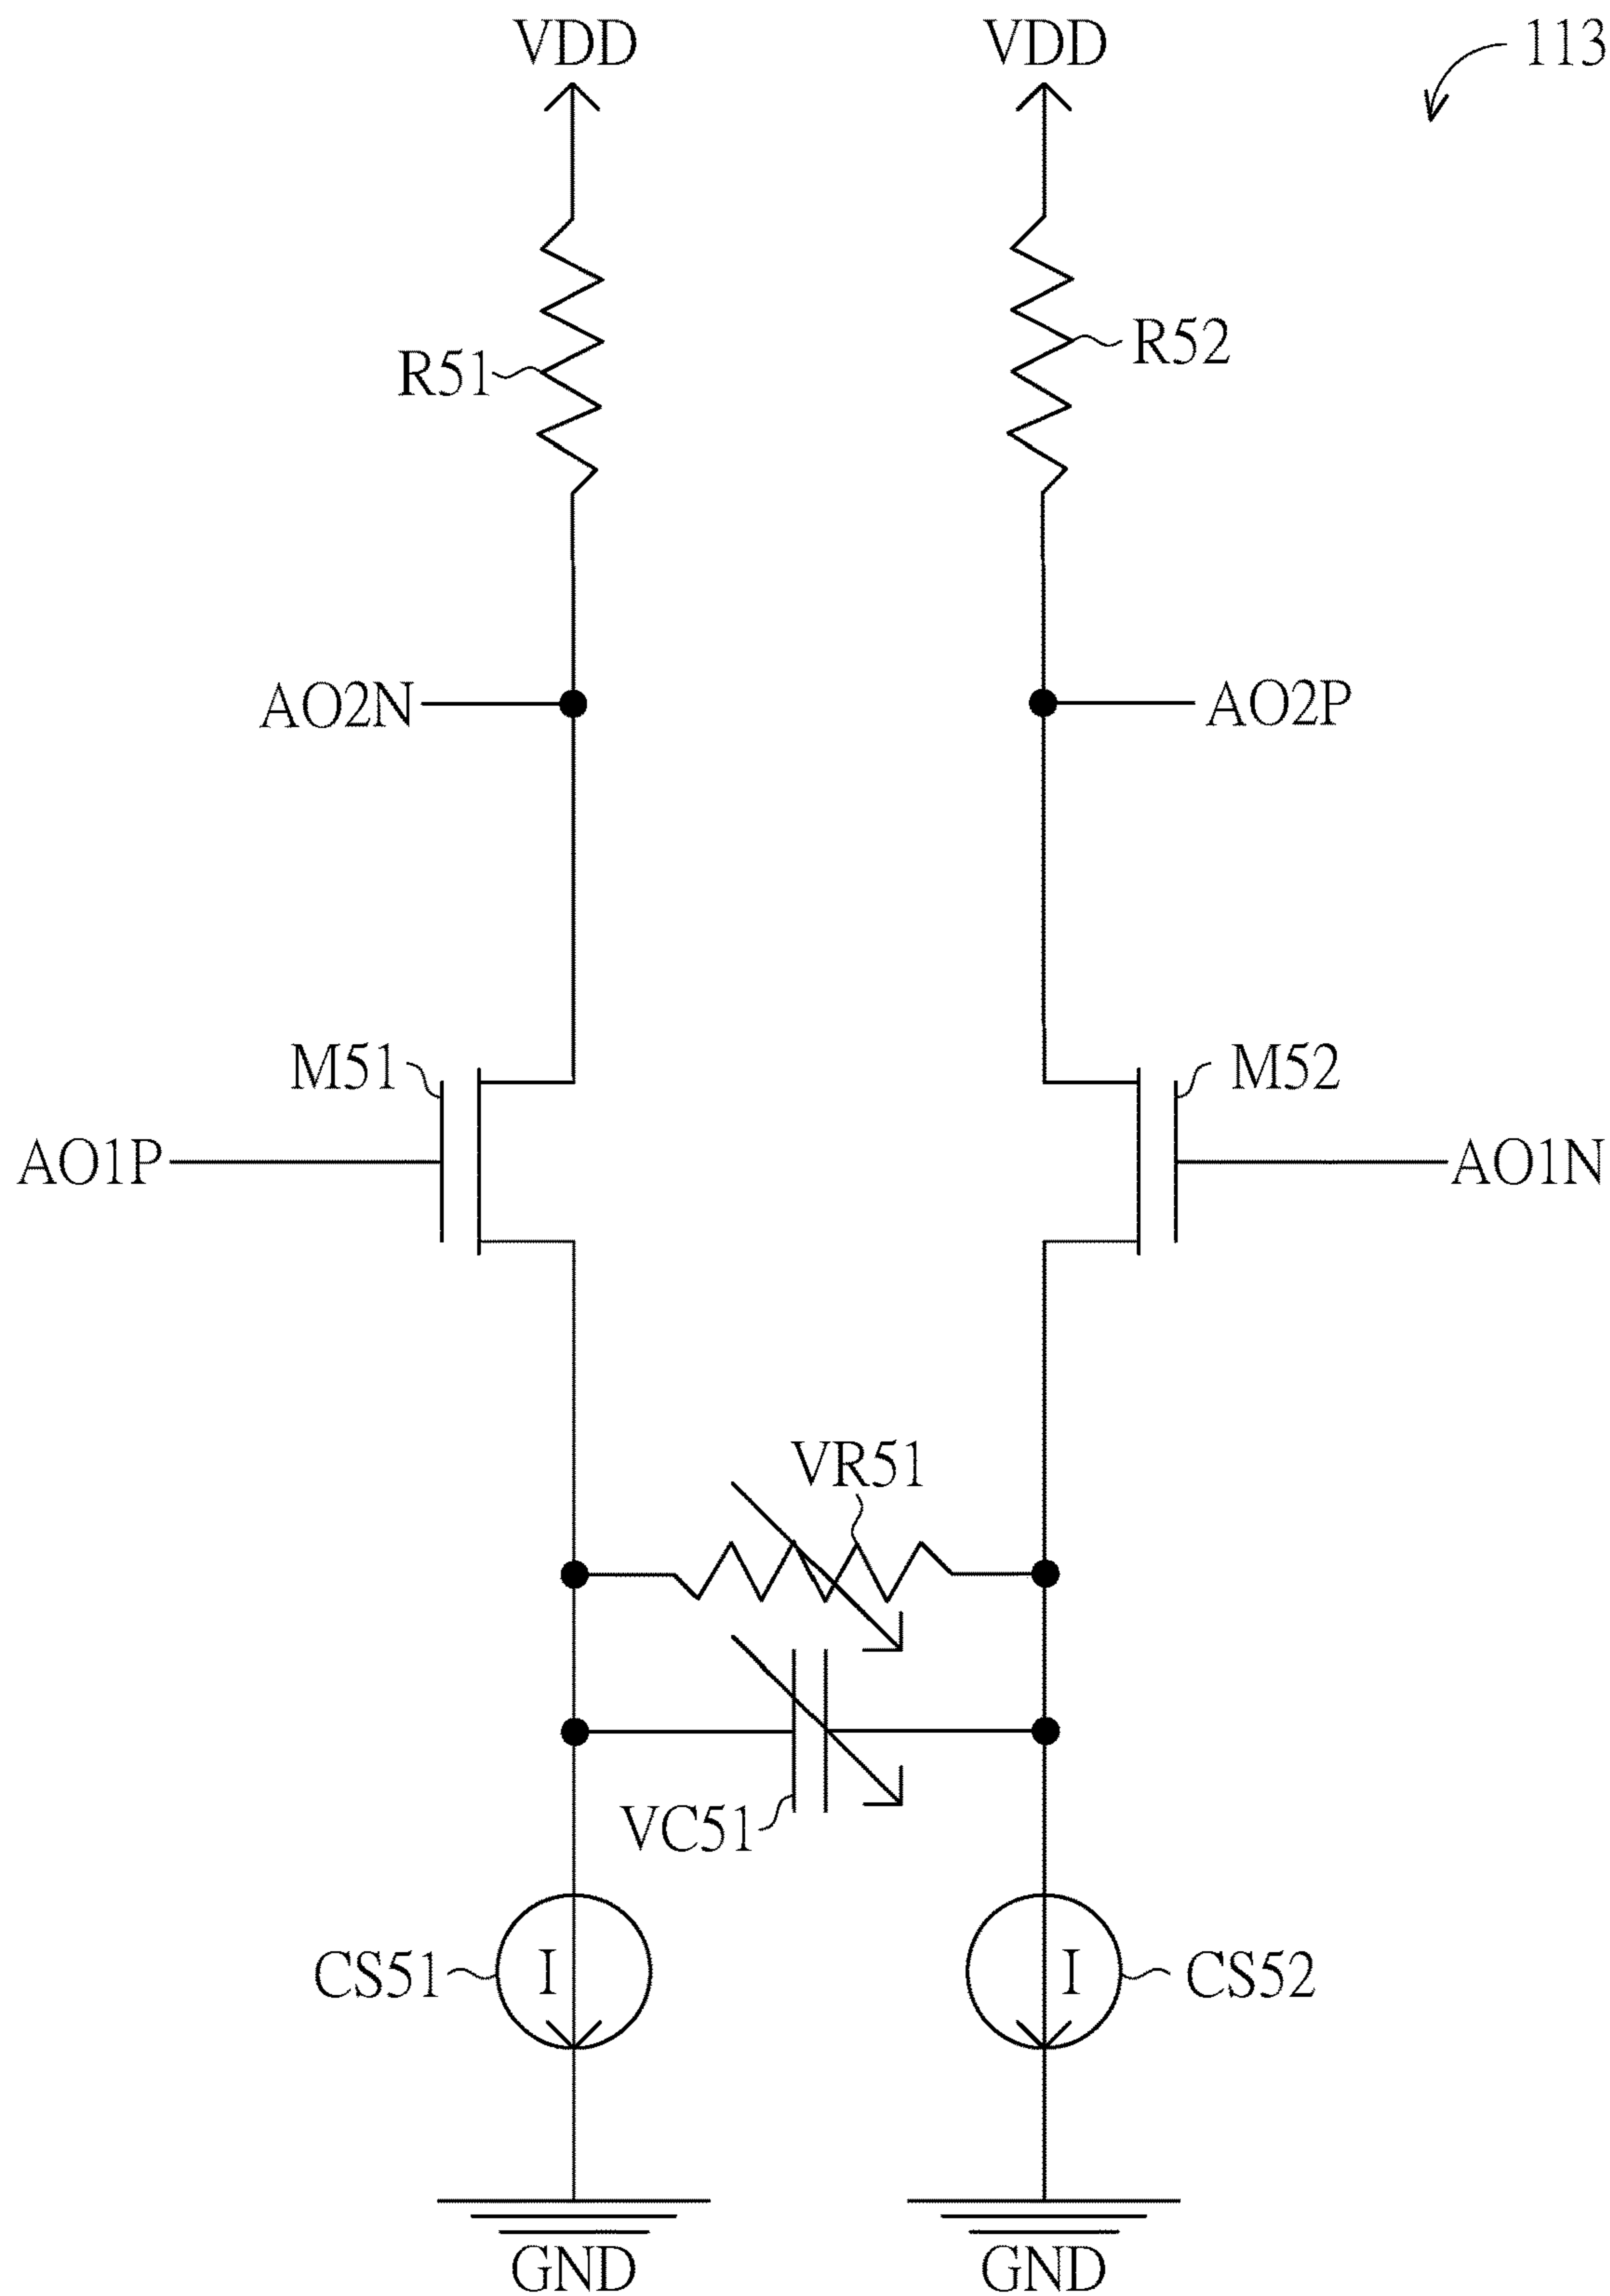 VDD VDD 113
R51 R52
AO2N AO2P
M51 M52
AO1P AO1N
VR51
VC51
CS51 I I CS52
GND GND